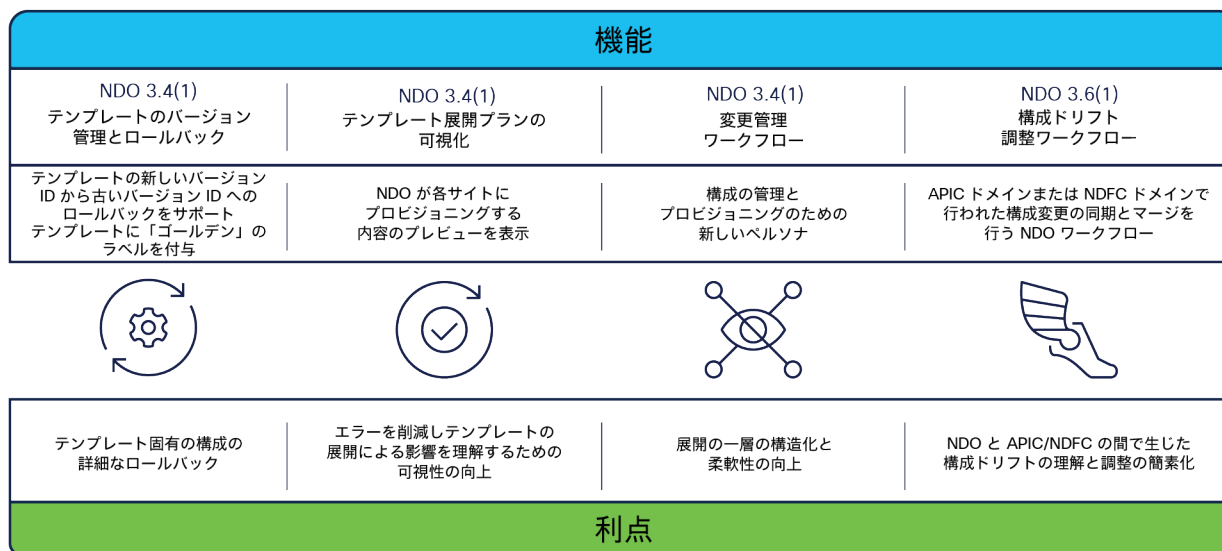 機能
NDO 3.4(1)
テンプレートのバージョン
管理とロールバック
NDO 3.4(1)
テンプレート展開プランの
可視化
NDO 3.4(1)
変更管理
ワークフロー
NDO 3.6(1)
構成ドリフト
調整ワークフロー
テンプレートの新しいバージョン
ID から古いバージョン ID への
ロールバックをサポート
テンプレートに「ゴールデン」の
ラベルを付与
NDO が各サイトに
プロビジョニングする
内容のプレビューを表示
構成の管理と
プロビジョニングのための
新しいペルソナ
APIC ドメインまたは NDFC ドメインで
行われた構成変更の同期とマージを
行う NDO ワークフロー
テンプレート固有の構成の
詳細なロールバック
エラーを削減しテンプレートの
展開による影響を理解するための
可視性の向上
展開の一層の構造化と
柔軟性の向上
NDO と APIC/NDFC の間で生じた
構成ドリフトの理解と調整の簡素化
利点